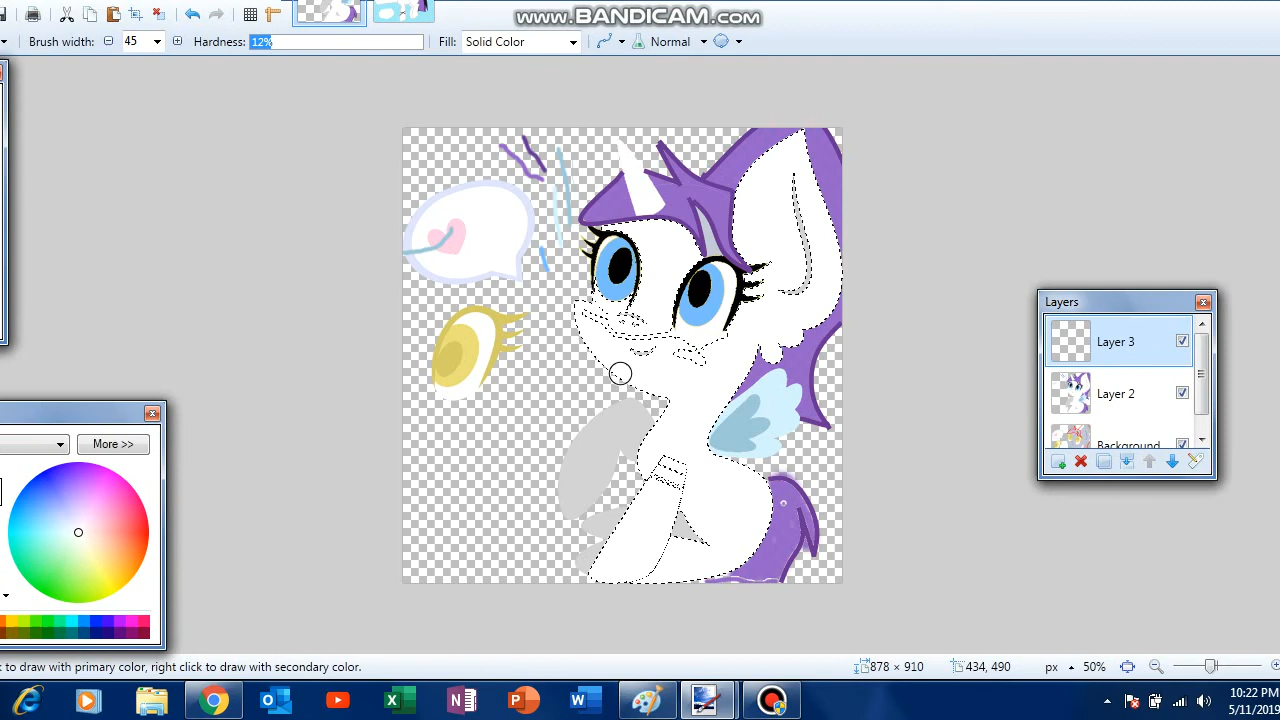 www.BANDICAM.com
Brush width: 45 Hardness: 12% Fill: Solid Color Normal
Layers
Layer 3
Layer 2
Background
More >>
to draw with primary color, right click to draw with secondary color.
878 × 910 434, 490 px 50%
10:22 PM
5/11/2019